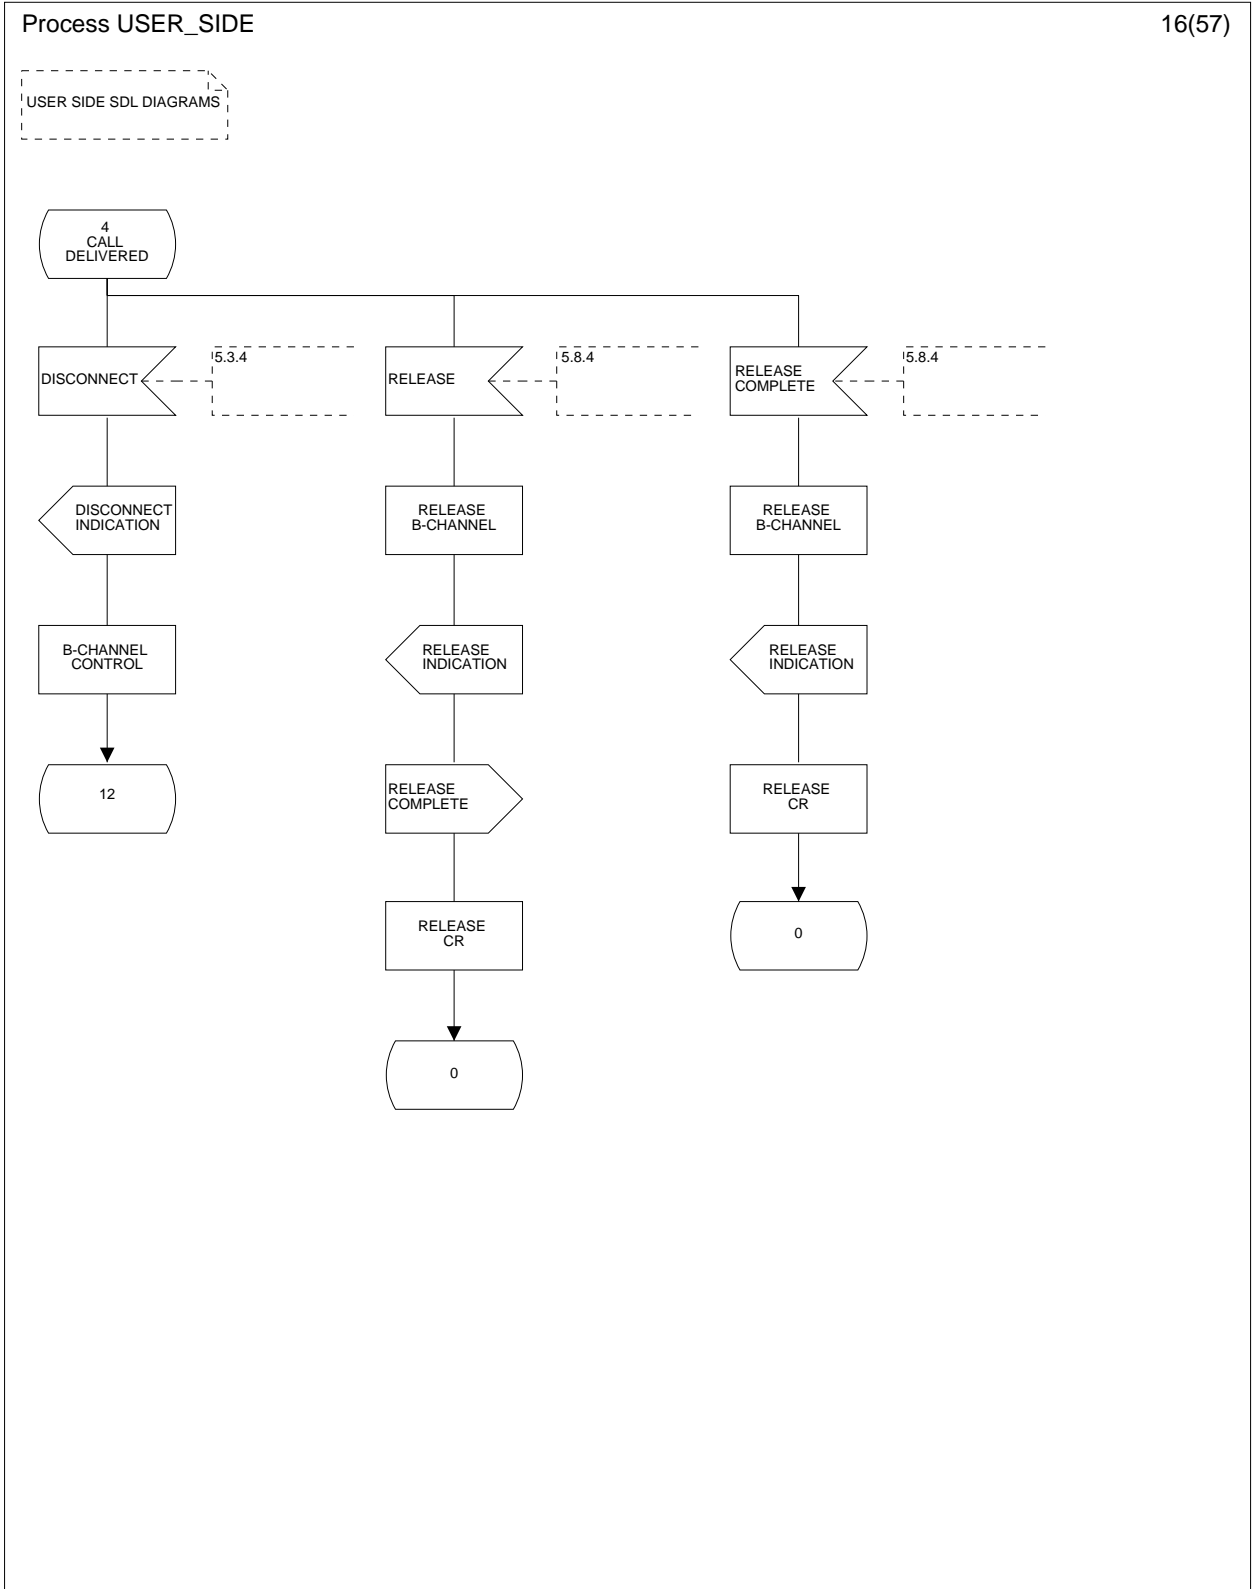 Process USER_SIDE
16(57)
USER SIDE SDL DIAGRAMS
4
CALL
DELIVERED
DISCONNECT
5.3.4
RELEASE
5.8.4
RELEASE
COMPLETE
5.8.4
DISCONNECT
INDICATION
RELEASE
B-CHANNEL
RELEASE
B-CHANNEL
B-CHANNEL
CONTROL
RELEASE
INDICATION
RELEASE
INDICATION
12
RELEASE
COMPLETE
RELEASE
CR
RELEASE
CR
0
0